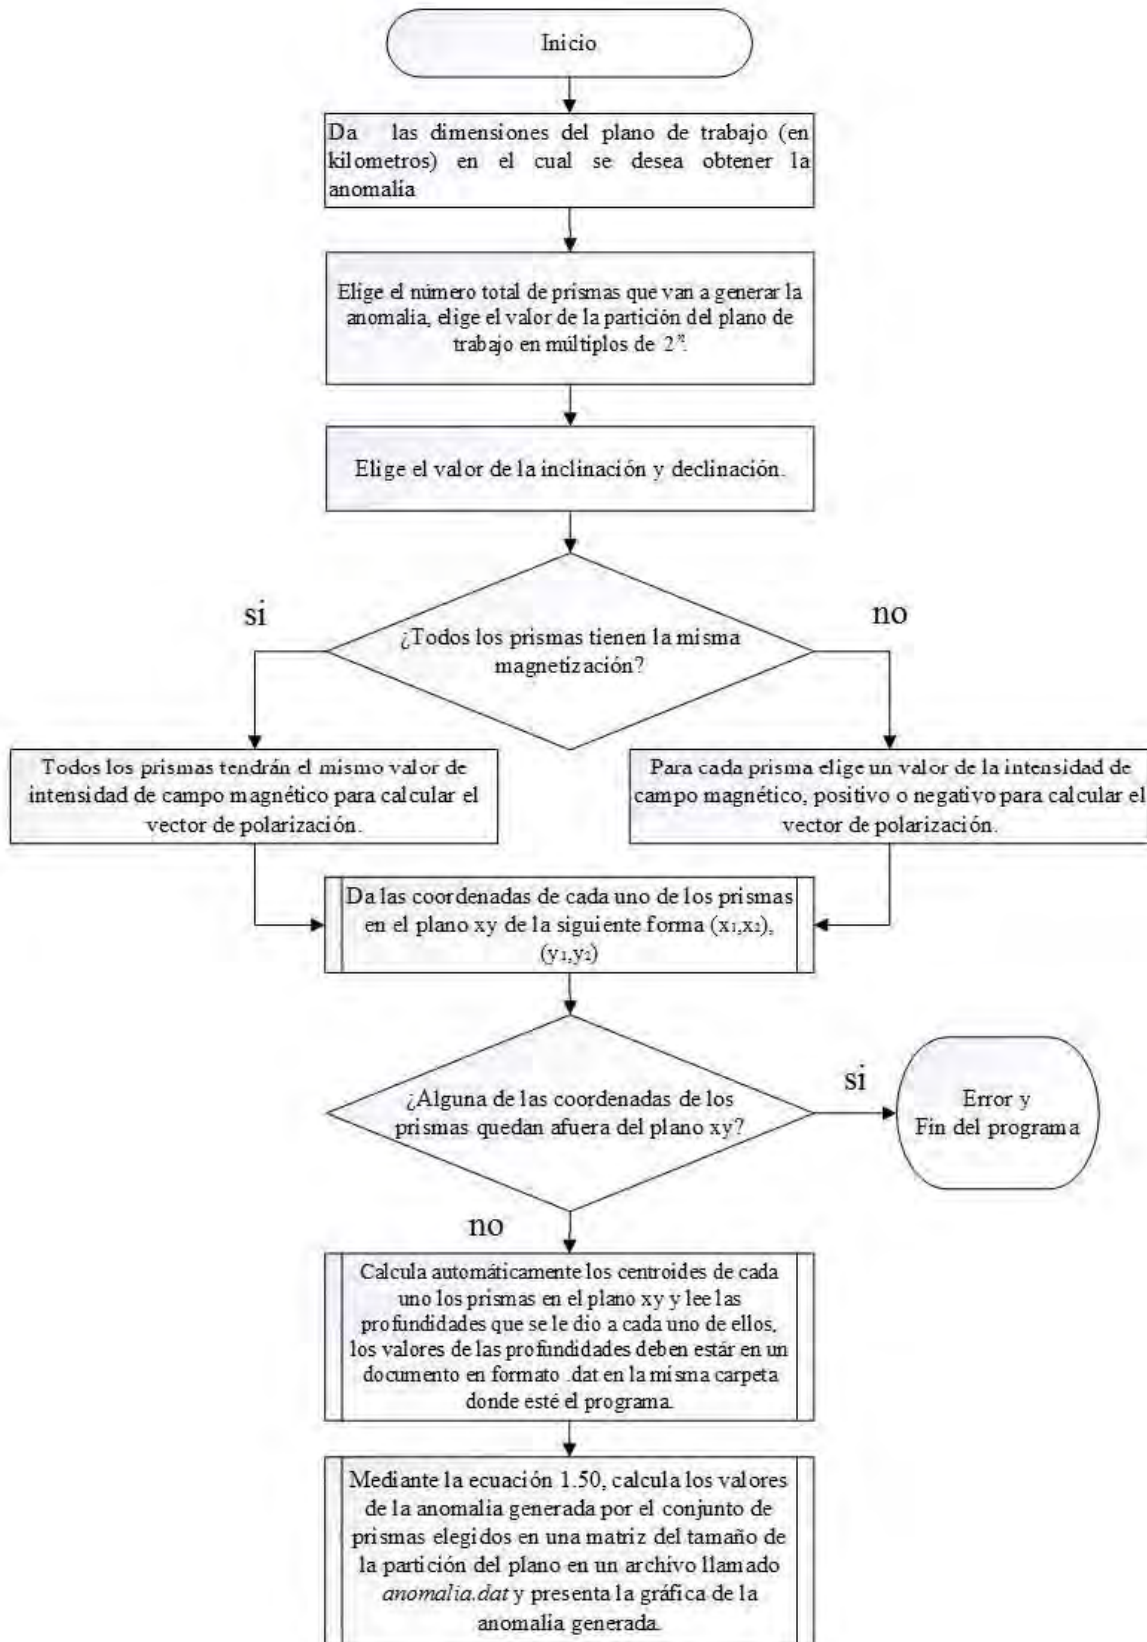 Inicio
Da las dimensiones del plano de trabajo (en
kilometros) en el cual se desea obtener la
anomalía
Elige el número total de prismas que van a generar la
anomalia, elige el valor de la partición del plano de
trabajo en múltiplos de 2ⁿ.
Elige el valor de la inclinación y declinación.
si
no
¿Todos los prismas tienen la misma
magnetización?
Todos los prismas tendrán el mismo valor de
intensidad de campo magnético para calcular el
vector de polarización.
Para cada prisma elige un valor de la intensidad de
campo magnético, positivo o negativo para calcular el
vector de polarización.
Da las coordenadas de cada uno de los prismas
en el plano xy de la siguiente forma (x₁,x₂),
(y₁,y₂)
¿Alguna de las coordenadas de los
prismas quedan afuera del plano xy?
si
Error y
Fin del programa
no
Calcula automáticamente los centroides de cada
uno los prismas en el plano xy y lee las
profundidades que se le dio a cada uno de ellos,
los valores de las profundidades deben estár en un
documento en formato .dat en la misma carpeta
donde esté el programa.
Mediante la ecuación 1.50, calcula los valores
de la anomalia generada por el conjunto de
prismas elegidos en una matriz del tamaño de
la partición del plano en un archivo llamado
anomalia.dat y presenta la gráfica de la
anomalía generada.